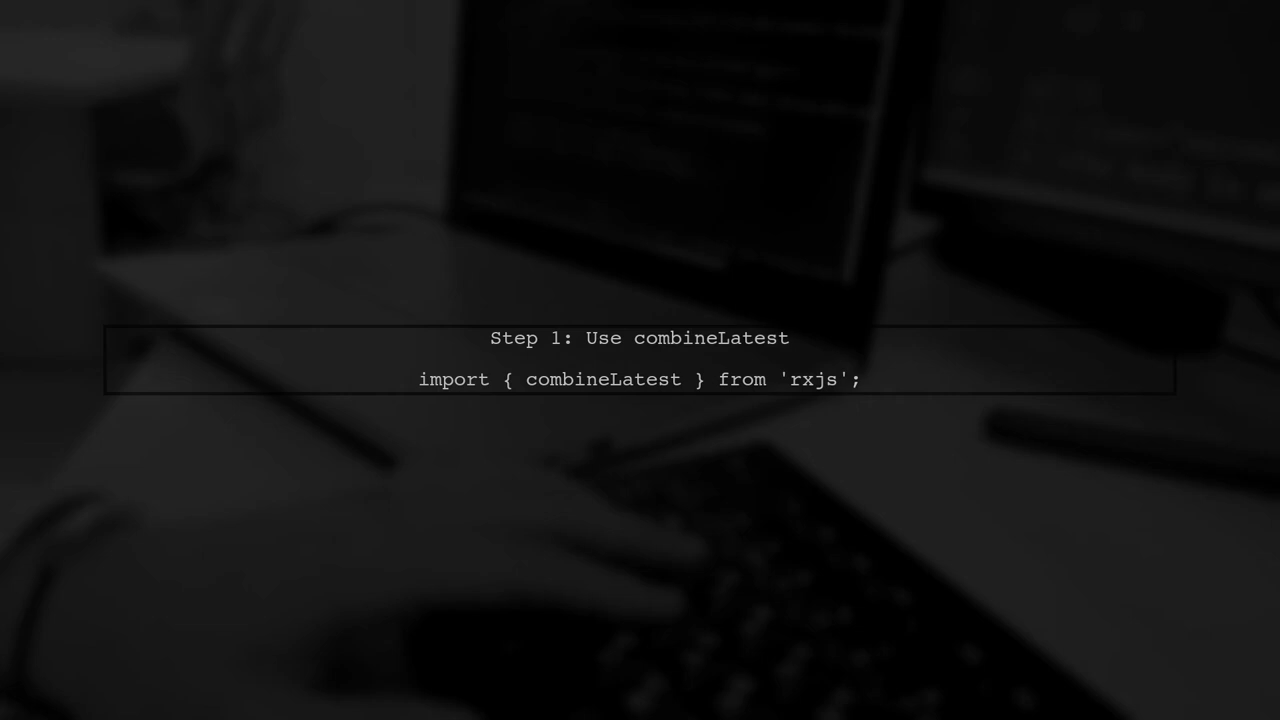 Step 1: Use combineLatest
import { combineLatest } from 'rxjs';